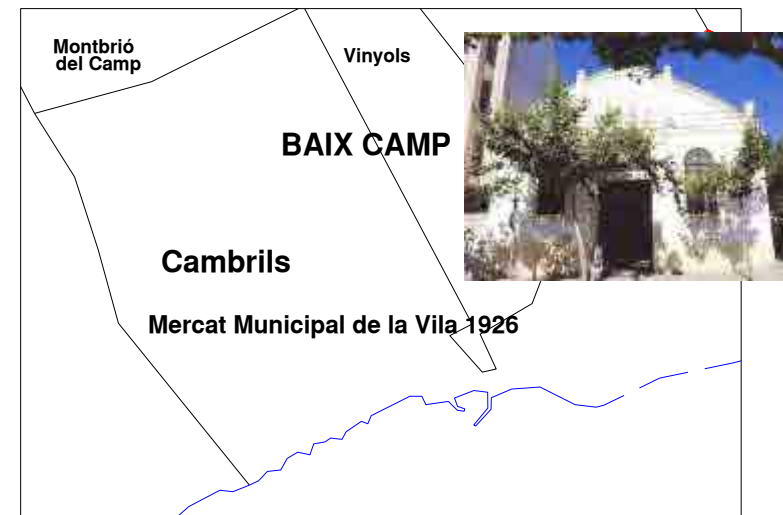 Montbrió
del Camp
Vinyols
BAIX CAMP
Cambrils
Mercat Municipal de la Vila 1926